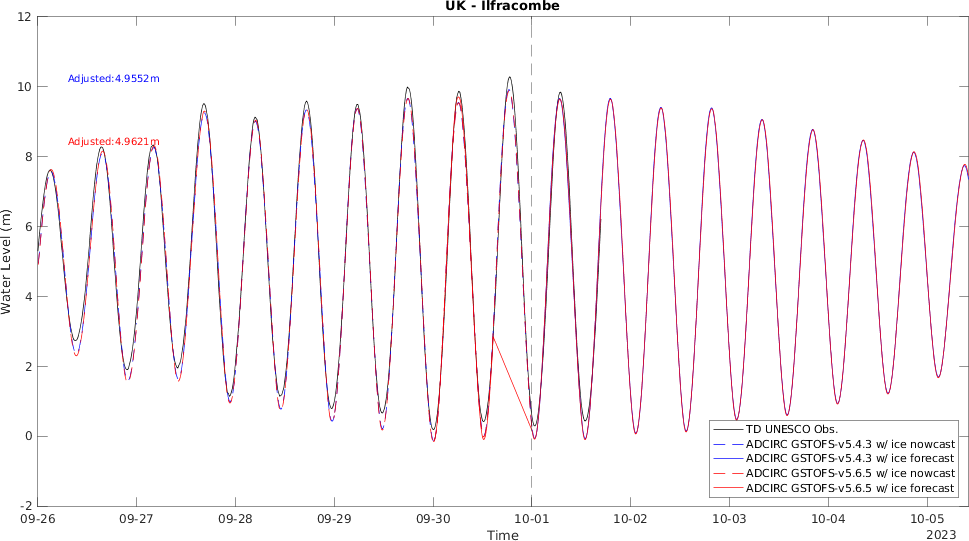 UK - Ilfracombe
12
10
8
6
4
2
0
-2
Water Level (m)
Adjusted:4.9552m
Adjusted:4.9621m
TD UNESCO Obs.
ADCIRC GSTOFS-v5.4.3 w/ ice nowcast
ADCIRC GSTOFS-v5.4.3 w/ ice forecast
ADCIRC GSTOFS-v5.6.5 w/ ice nowcast
ADCIRC GSTOFS-v5.6.5 w/ ice forecast
09-26 09-27 09-28 09-29 09-30 10-01 10-02 10-03 10-04 10-05
2023
Time